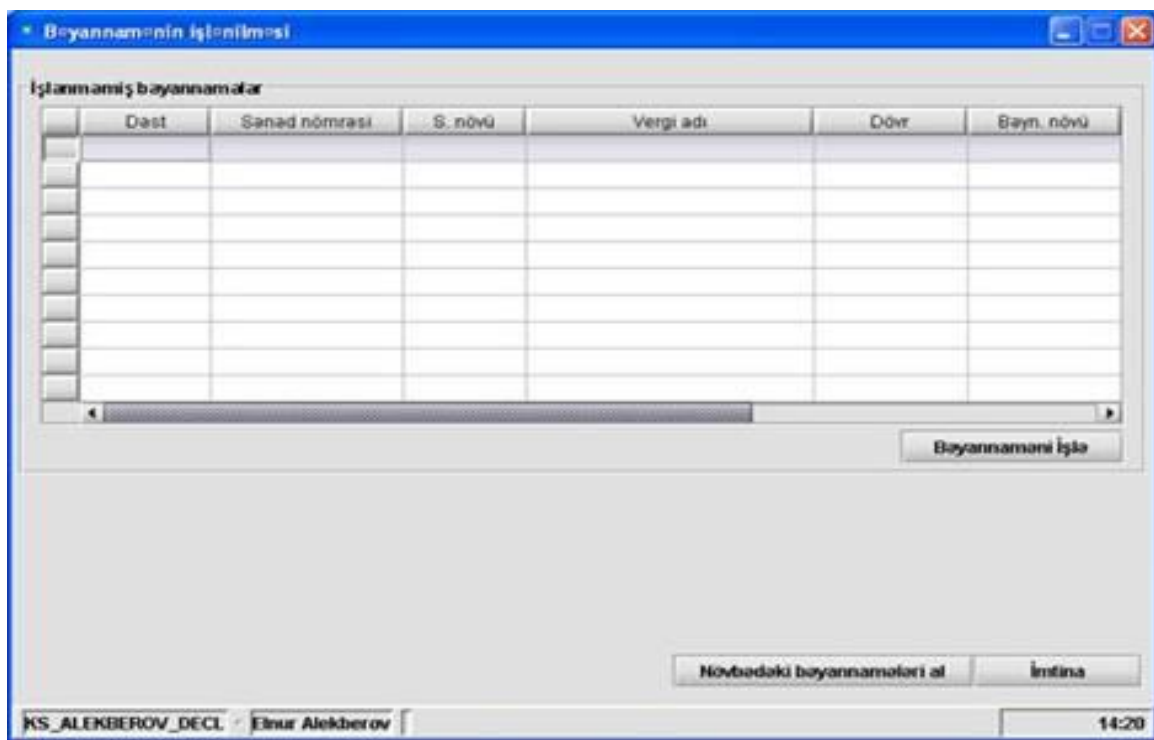 Bəyannamənin işlənilməsi
İşlənməmiş bəyannamələr
Dəst Sənəd nömrəsi S. növü Vergi adı Dövr Bəyn. növü
Bəyannaməni İşlə
Növbədəki bəyannamələri al İmtina
KS_ALEKBEROV_DECL Elnur Alekberov 14:20